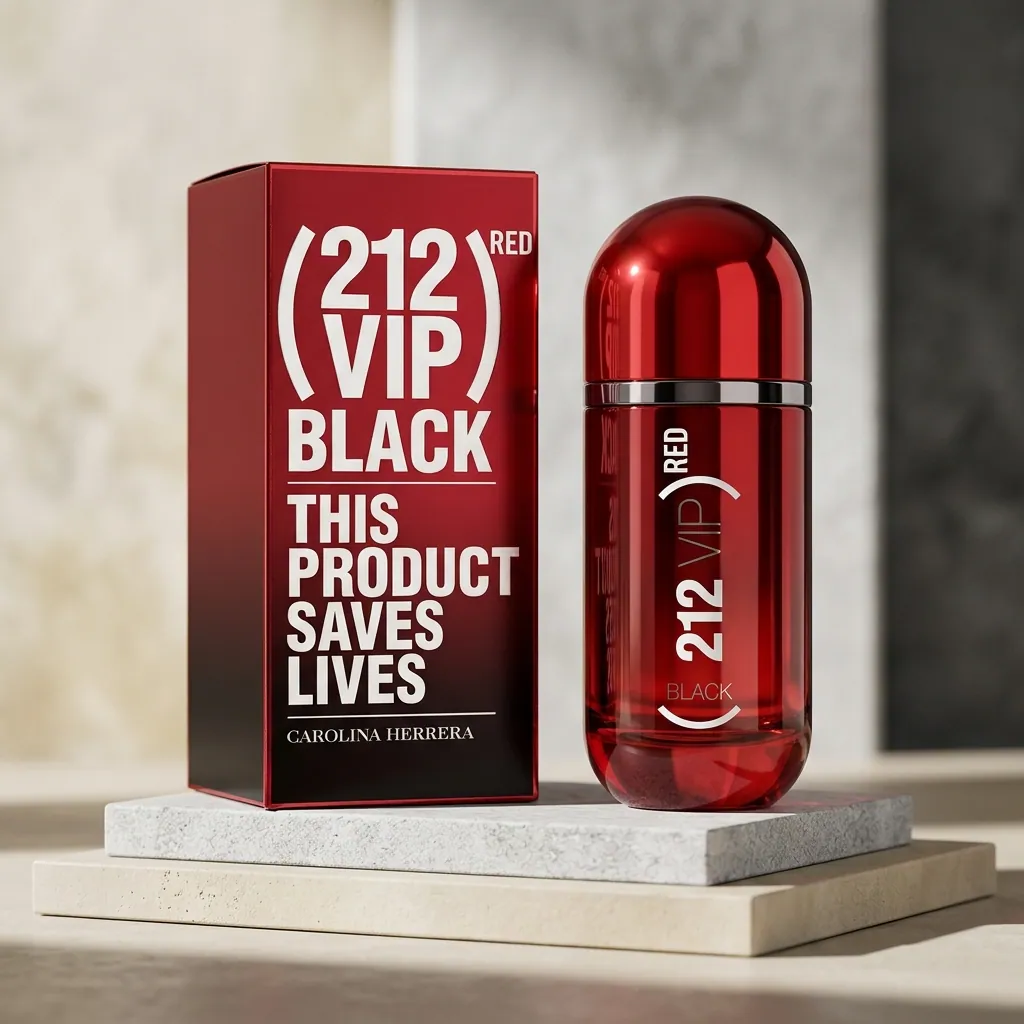 (212) RED
VIP
BLACK
THIS
PRODUCT
SAVES
LIVES
CAROLINA HERRERA
(212 VIP) RED
BLACK